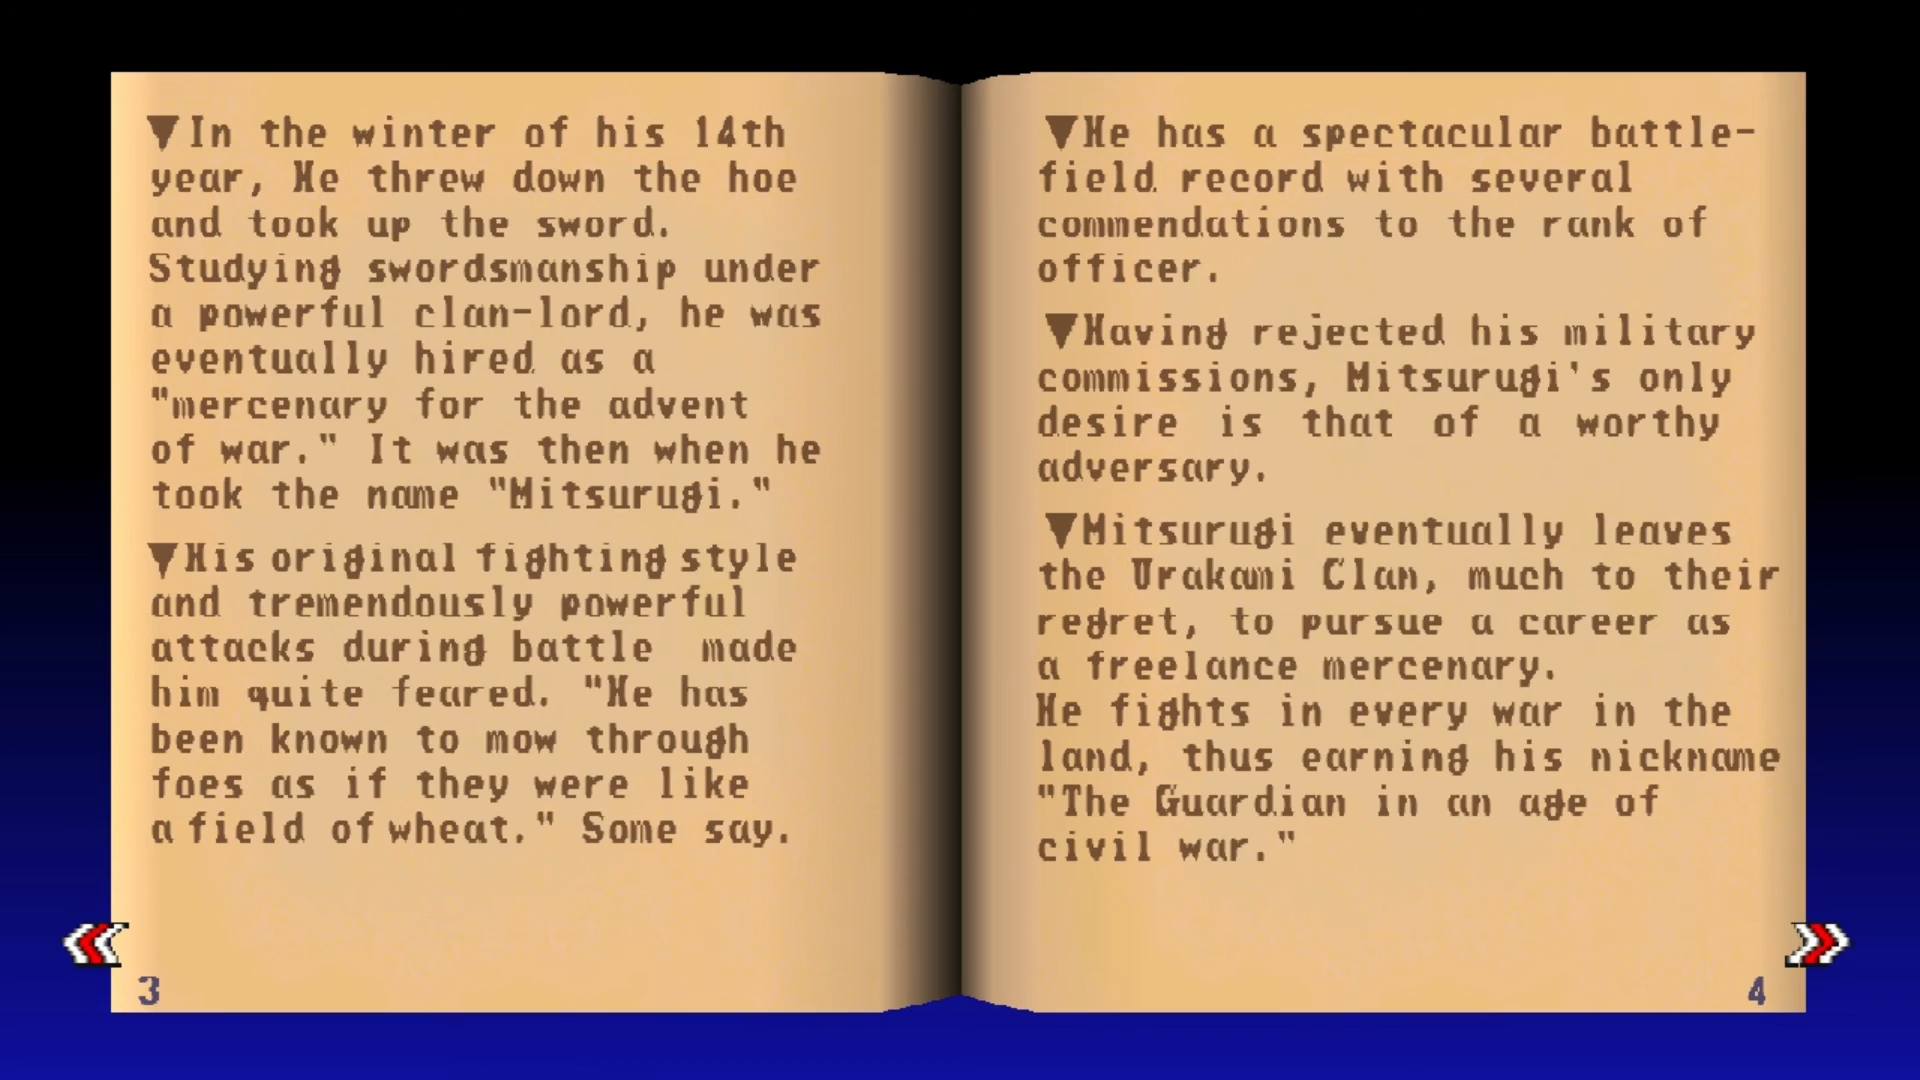 ▼In the winter of his 14th
year, He threw down the hoe
and took up the sword.
Studying swordsmanship under
a powerful clan-lord, he was
eventually hired as a
"mercenary for the advent
of war." It was then when he
took the name "Mitsurugi."
▼His original fighting style
and tremendously powerful
attacks during battle made
him quite feared. "He has
been known to mow through
foes as if they were like
a field of wheat." Some say.
3
▼He has a spectacular battle-
field record with several
commendations to the rank of
officer.
▼Having rejected his military
commissions, Mitsurugi's only
desire is that of a worthy
adversary.
▼Mitsurugi eventually leaves
the Urakami Clan, much to their
regret, to pursue a career as
a freelance mercenary.
He fights in every war in the
land, thus earning his nickname
"The Guardian in an age of
civil war."
4